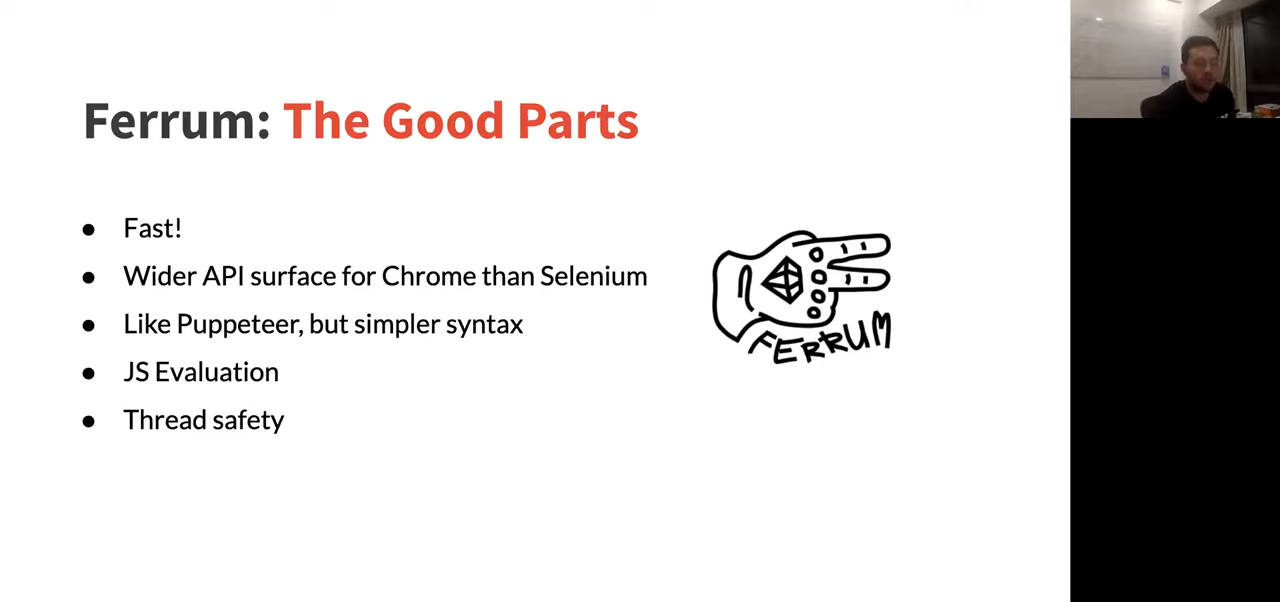 Ferrum: The Good Parts
● Fast!
● Wider API surface for Chrome than Selenium
● Like Puppeteer, but simpler syntax
● JS Evaluation
● Thread safety
FERRUM